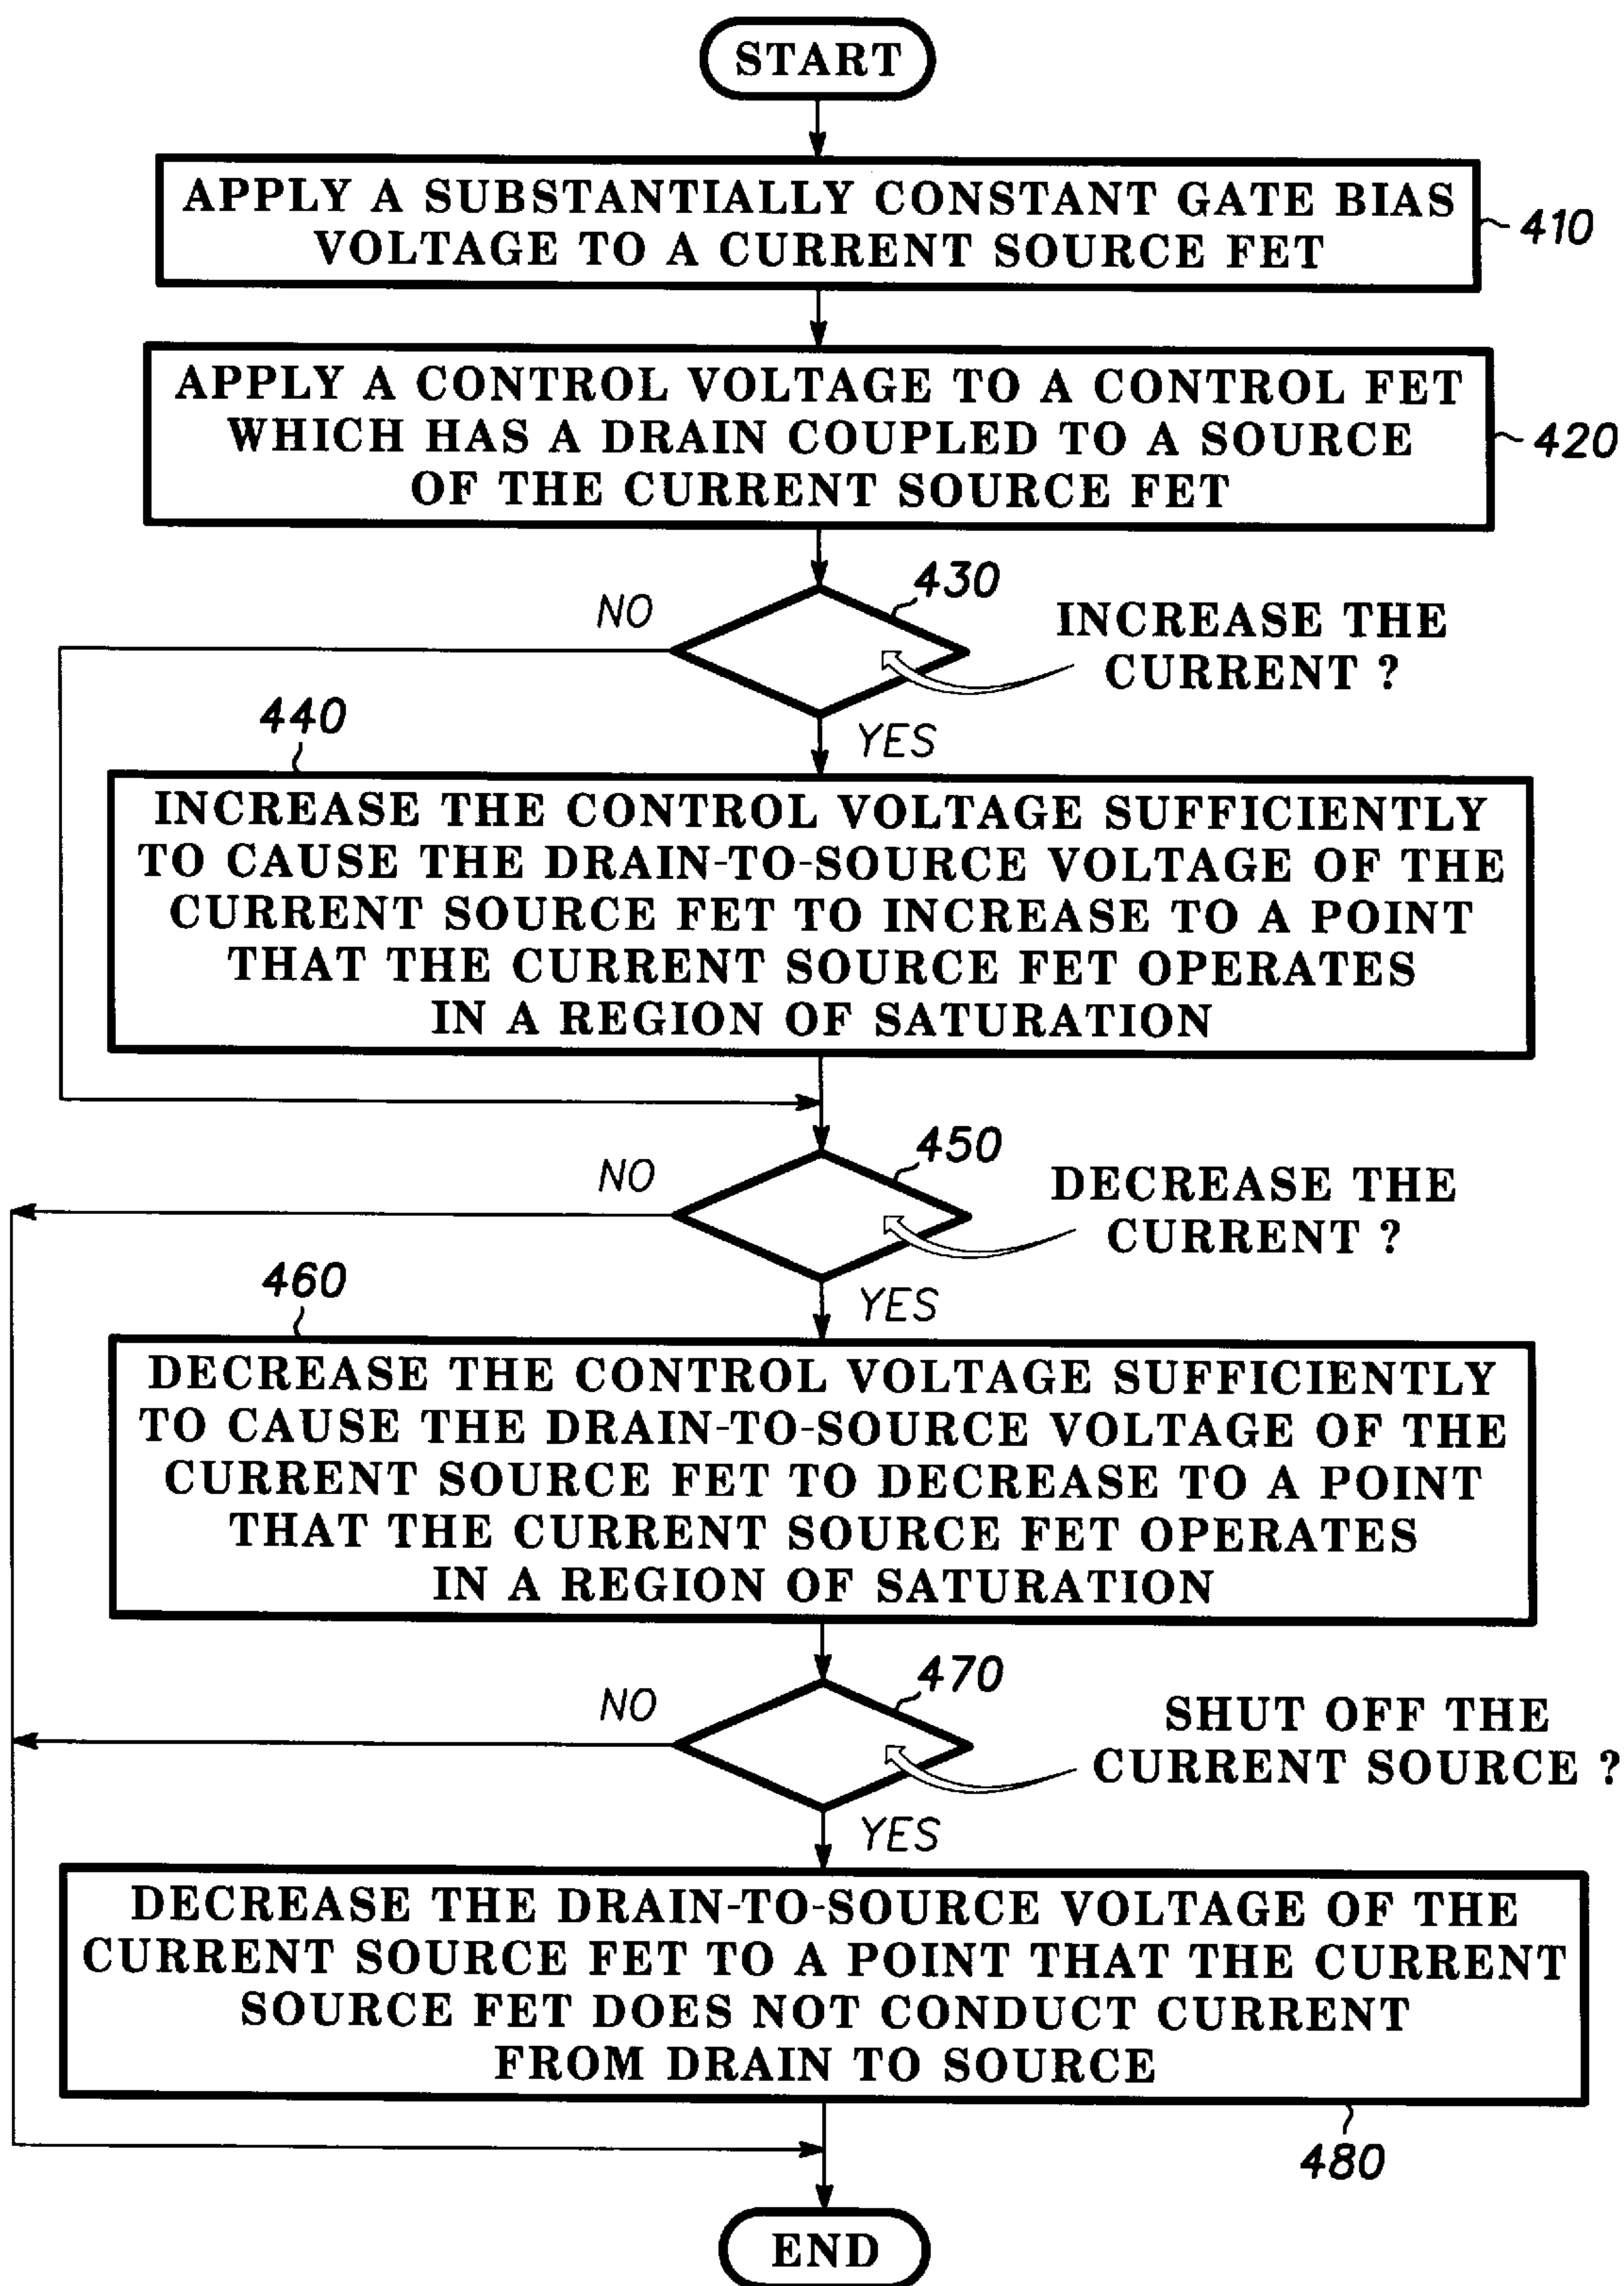 START
APPLY A SUBSTANTIALLY CONSTANT GATE BIAS
VOLTAGE TO A CURRENT SOURCE FET
410
APPLY A CONTROL VOLTAGE TO A CONTROL FET
WHICH HAS A DRAIN COUPLED TO A SOURCE
OF THE CURRENT SOURCE FET
420
430
NO
INCREASE THE
CURRENT ?
YES
440
INCREASE THE CONTROL VOLTAGE SUFFICIENTLY
TO CAUSE THE DRAIN-TO-SOURCE VOLTAGE OF THE
CURRENT SOURCE FET TO INCREASE TO A POINT
THAT THE CURRENT SOURCE FET OPERATES
IN A REGION OF SATURATION
450
NO
DECREASE THE
CURRENT ?
YES
460
DECREASE THE CONTROL VOLTAGE SUFFICIENTLY
TO CAUSE THE DRAIN-TO-SOURCE VOLTAGE OF THE
CURRENT SOURCE FET TO DECREASE TO A POINT
THAT THE CURRENT SOURCE FET OPERATES
IN A REGION OF SATURATION
470
NO
SHUT OFF THE
CURRENT SOURCE ?
YES
DECREASE THE DRAIN-TO-SOURCE VOLTAGE OF THE
CURRENT SOURCE FET TO A POINT THAT THE CURRENT
SOURCE FET DOES NOT CONDUCT CURRENT
FROM DRAIN TO SOURCE
480
END